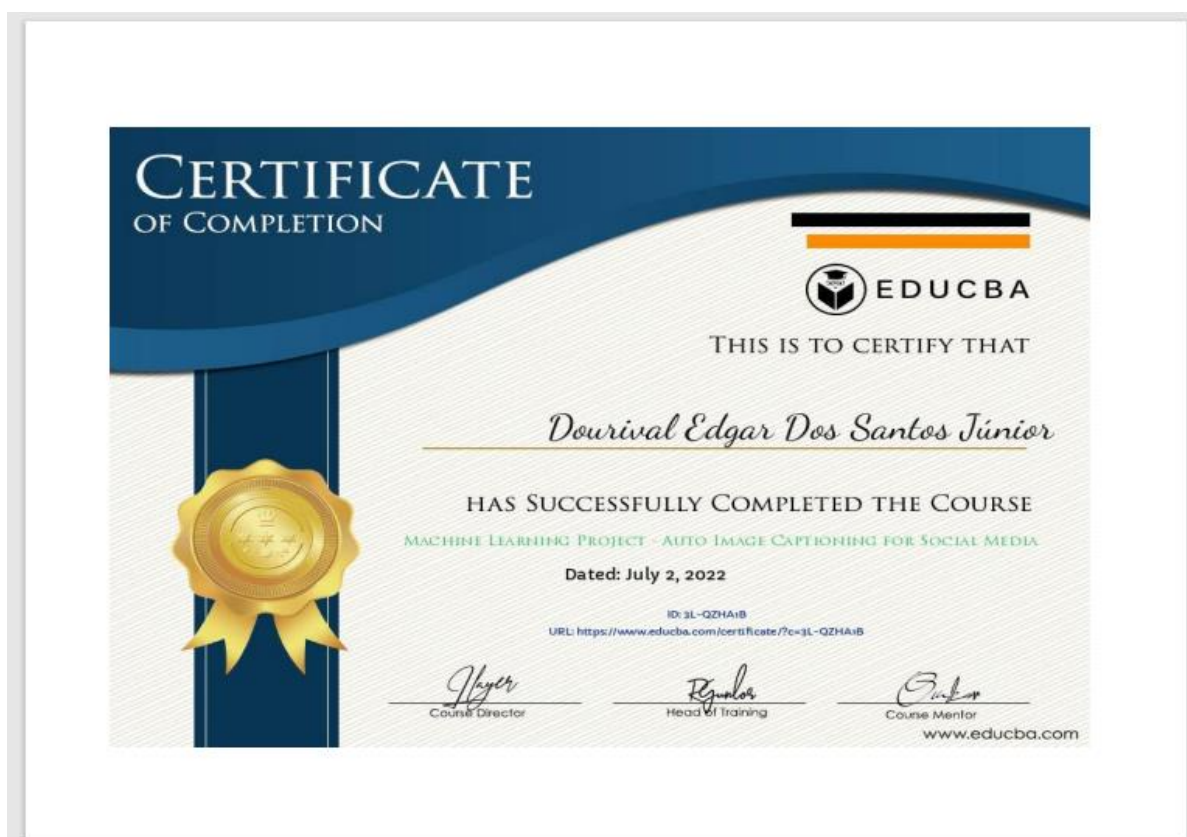 CERTIFICATE
OF COMPLETION
EDUCBA
THIS IS TO CERTIFY THAT
Dourival Edgar Dos Santos Júnior
HAS SUCCESSFULLY COMPLETED THE COURSE
MACHINE LEARNING PROJECT - AUTO IMAGE CAPTIONING FOR SOCIAL MEDIA
Dated: July 2, 2022
ID: 3L-QZHA1B
URL: https://www.educba.com/certificate/?c=3L-QZHA1B
Course Director
Head of Training
Course Mentor
www.educba.com